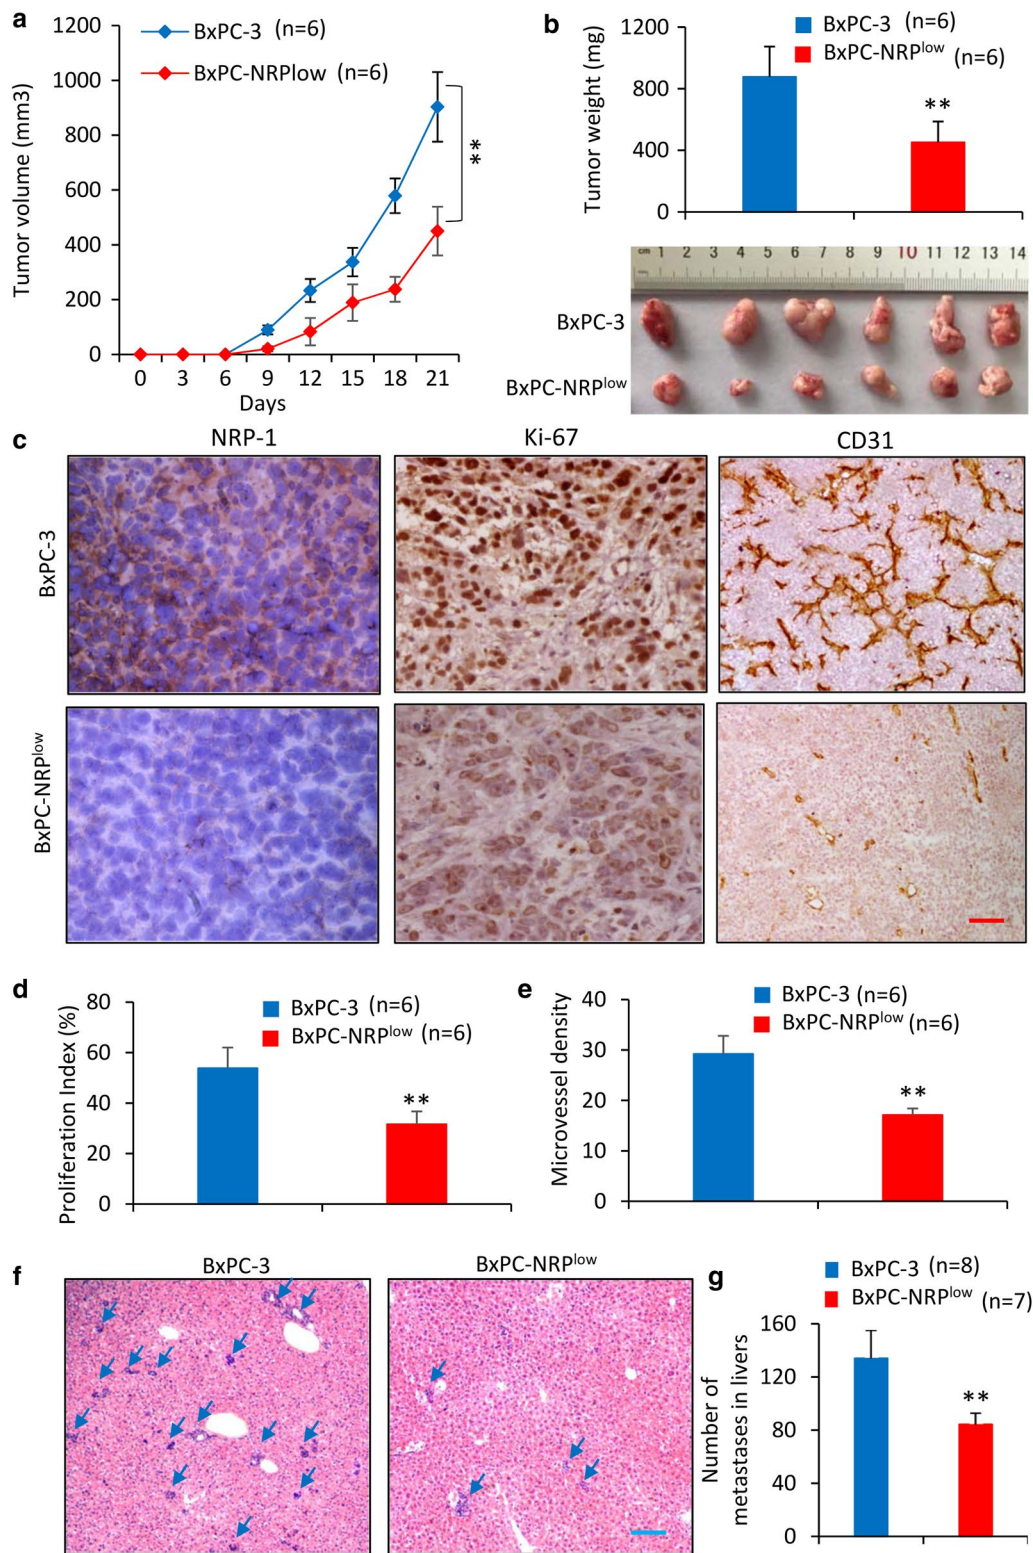 a
1200
1000
800
600
400
200
0
Tumor volume (mm3)
BxPC-3 (n=6)
BxPC-NRPlow (n=6)
**
0 3 6 9 12 15 18 21
Days
b
1200
800
400
0
Tumor weight (mg)
BxPC-3 (n=6)
BxPC-NRPlow (n=6)
**
cm 1 2 3 4 5 6 7 8 9 10 11 12 13 14
BxPC-3
BxPC-NRPlow
c
NRP-1 Ki-67 CD31
BxPC-3
BxPC-NRPlow
d
80
60
40
20
0
Proliferation Index (%)
BxPC-3 (n=6)
BxPC-NRPlow (n=6)
**
e
40
30
20
10
0
Microvessel density
BxPC-3 (n=6)
BxPC-NRPlow (n=6)
**
f
BxPC-3
BxPC-NRPlow
g
BxPC-3 (n=8)
BxPC-NRPlow (n=7)
160
120
80
40
0
Number of
metastases in livers
**